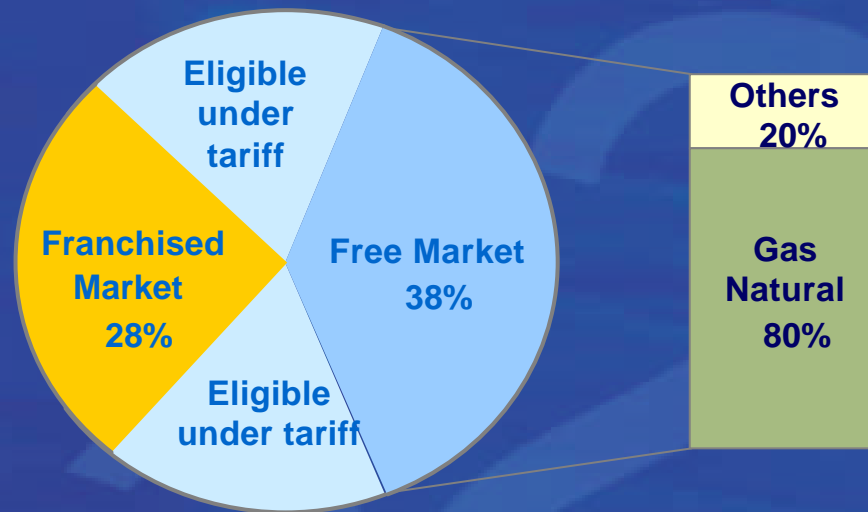 Eligible
under
tariff
Franchised
Market
28%
Free Market
38%
Eligible
under tariff
Others
20%
Gas
Natural
80%